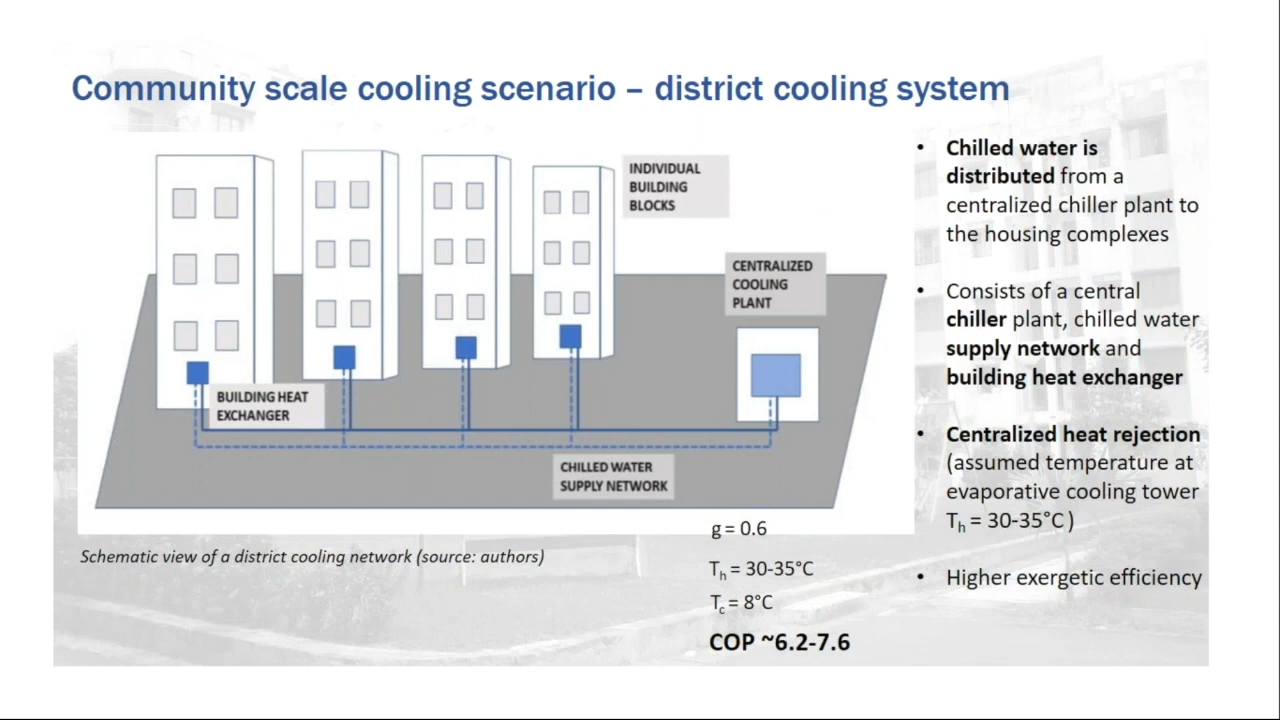 Community scale cooling scenario – district cooling system
INDIVIDUAL
BUILDING
BLOCKS
CENTRALIZED
COOLING
PLANT
BUILDING HEAT
EXCHANGER
CHILLED WATER
SUPPLY NETWORK
Schematic view of a district cooling network (source: authors)
g = 0.6
Th = 30-35°C
Tc = 8°C
COP ~6.2-7.6
• Chilled water is
distributed from a
centralized chiller plant to
the housing complexes
• Consists of a central
chiller plant, chilled water
supply network and
building heat exchanger
• Centralized heat rejection
(assumed temperature at
evaporative cooling tower
Th = 30-35°C )
• Higher exergetic efficiency